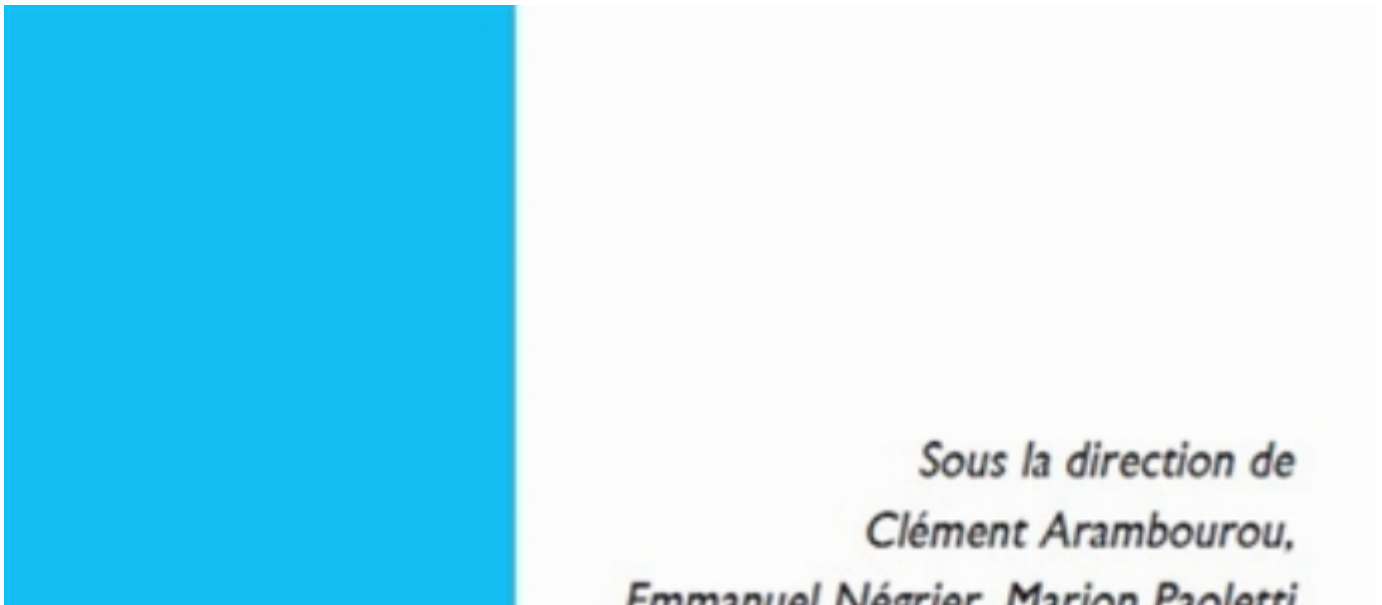 Sous la direction de
Clément Arambourou,
Emmanuel Négrier, Marion Paoletti